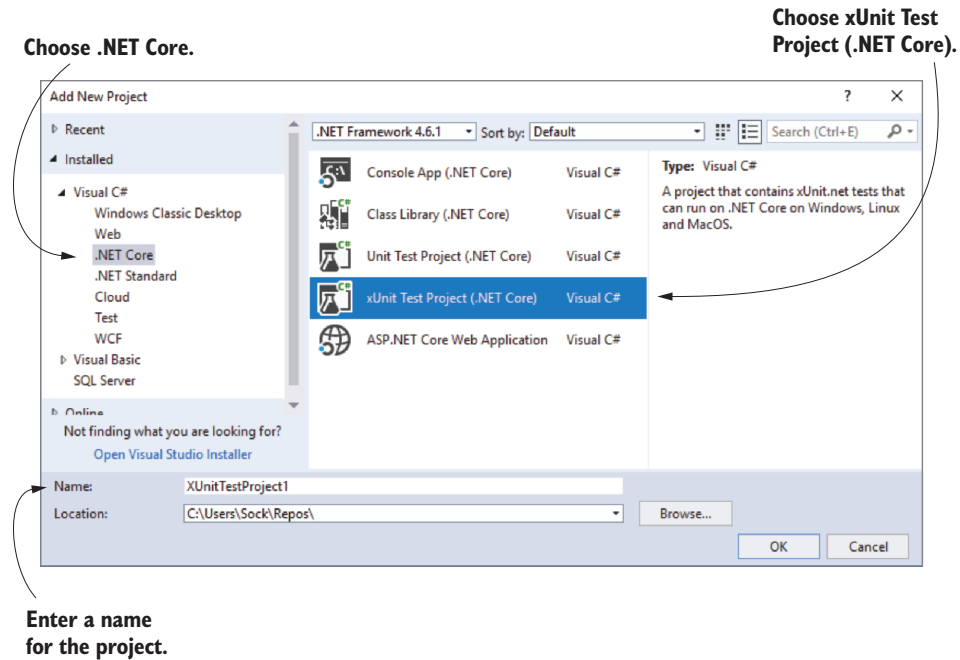 Choose .NET Core.
Choose xUnit Test
Project (.NET Core).
Add New Project
?
Recent
Installed
Visual C#
Windows Classic Desktop
Web
.NET Core
.NET Standard
Cloud
Test
WCF
Visual Basic
SQL Server
Online
Not finding what you are looking for?
Open Visual Studio Installer
.NET Framework 4.6.1
Sort by: Default
Search (Ctrl+E)
Console App (.NET Core) Visual C#
Class Library (.NET Core) Visual C#
Unit Test Project (.NET Core) Visual C#
xUnit Test Project (.NET Core) Visual C#
ASP.NET Core Web Application Visual C#
Type: Visual C#
A project that contains xUnit.net tests that
can run on .NET Core on Windows, Linux
and MacOS.
Name: XUnitTestProject1
Location: C:\Users\Sock\Repos\
Browse...
OK Cancel
Enter a name
for the project.